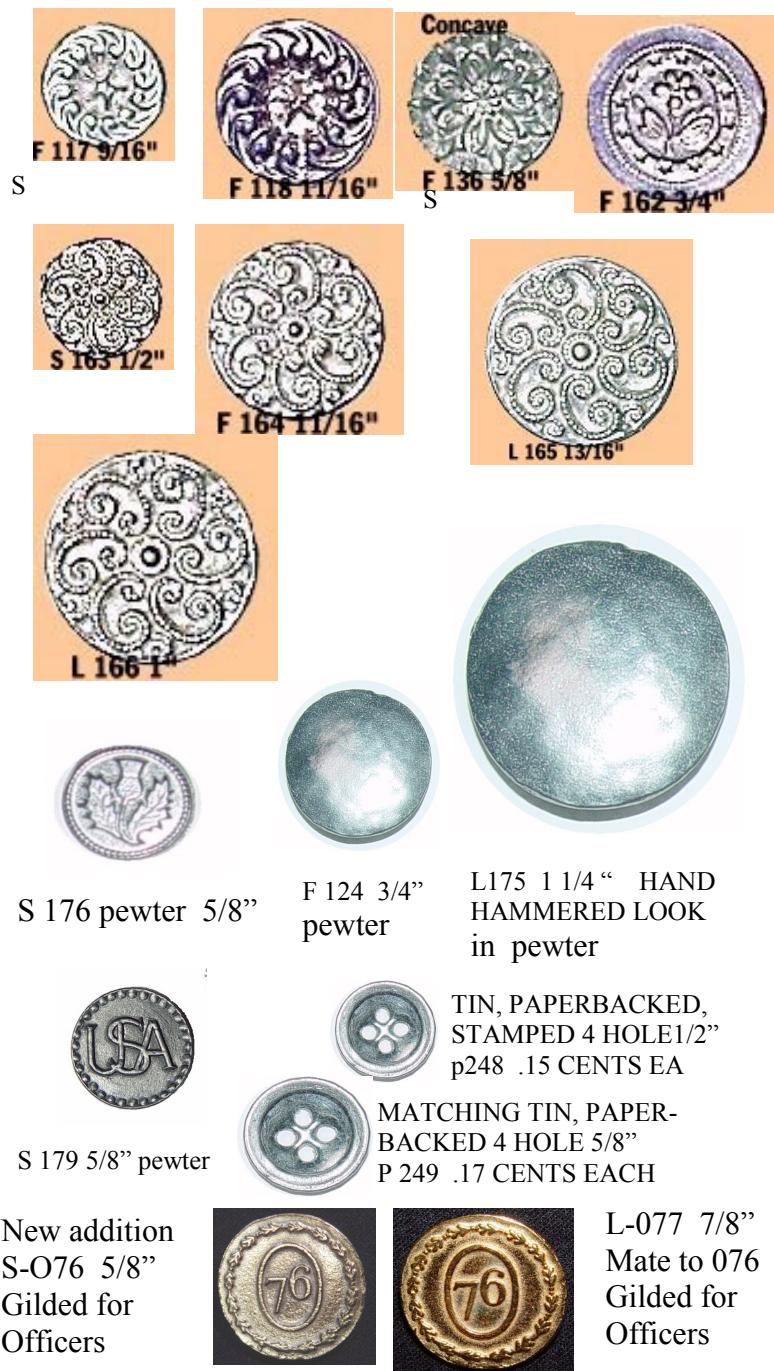 Concave
F 117 9/16"
F 118 11/16"
F 136 5/8"
F 162 3/4"
S
S
S 163 1/2"
F 164 11/16"
L 165 13/16"
L 166 1"
S 176 pewter 5/8”
F 124 3/4”
pewter
L175 1 1/4 “ HAND
HAMMERED LOOK
in pewter
USA
S 179 5/8” pewter
TIN, PAPERBACKED,
STAMPED 4 HOLE1/2”
p248 .15 CENTS EA
MATCHING TIN, PAPER-
BACKED 4 HOLE 5/8”
P 249 .17 CENTS EACH
New addition
S-O76 5/8”
Gilded for
Officers
76
76
L-077 7/8”
Mate to 076
Gilded for
Officers